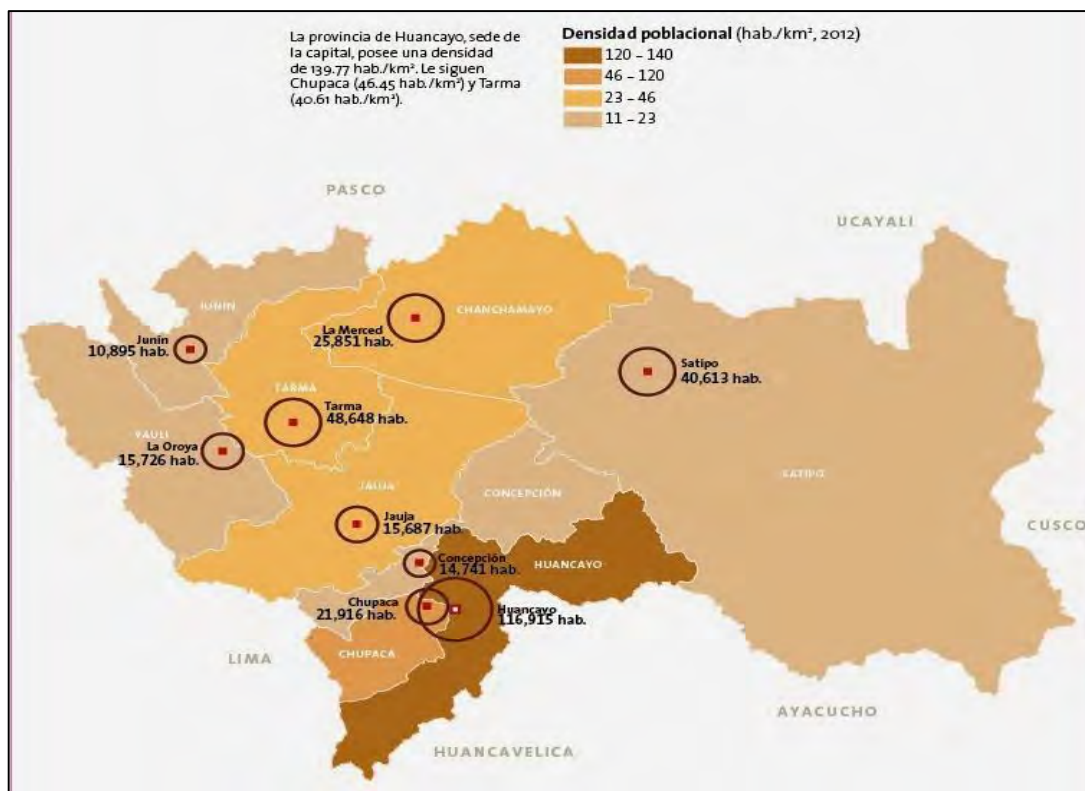 La provincia de Huancayo, sede de
la capital, posee una densidad
de 139.77 hab./km². Le siguen
Chupaca (46.45 hab./km²) y Tarma
(40.61 hab./km²).
Densidad poblacional (hab./km², 2012)
120 – 140
46 – 120
23 – 46
11 – 23
PASCO
UCAYALI
JUNÍN
CHANCHAMAYO
La Merced
25,851 hab.
Junín
10,895 hab.
Satipo
40,613 hab.
TARMA
Tarma
48,648 hab.
YAULI
La Oroya
15,726 hab.
JAUJA
CONCEPCIÓN
SATIPO
Jauja
15,687 hab.
CUSCO
Concepción
14,741 hab.
HUANCAYO
Chupaca
21,916 hab.
Huancayo
116,915 hab.
LIMA
CHUPACA
AYACUCHO
HUANCAVELICA